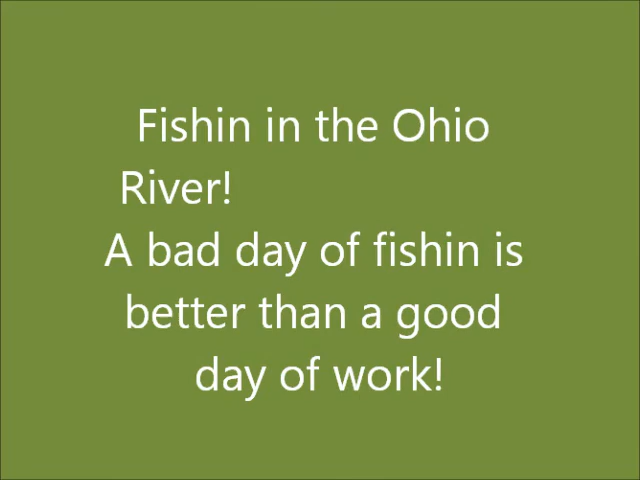 Fishin in the Ohio
River!
A bad day of fishin is
better than a good
day of work!